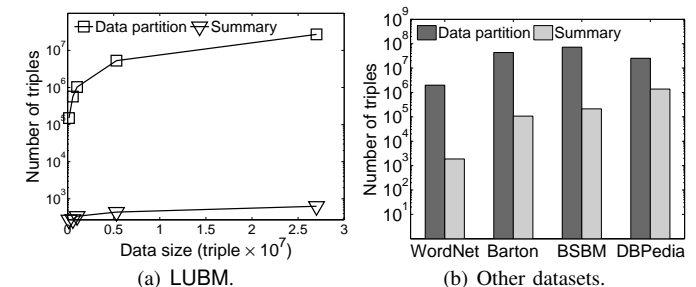 Data partition Summary
Number of triples
10^7
10^6
10^5
10^4
10^3
0 0.5 1 1.5 2 2.5 3
Data size (triple × 10^7)
(a) LUBM.
10^9
Data partition Summary
Number of triples
10^8
10^7
10^6
10^5
10^4
10^3
10^2
10^1
WordNet Barton BSBM DBPedia
(b) Other datasets.